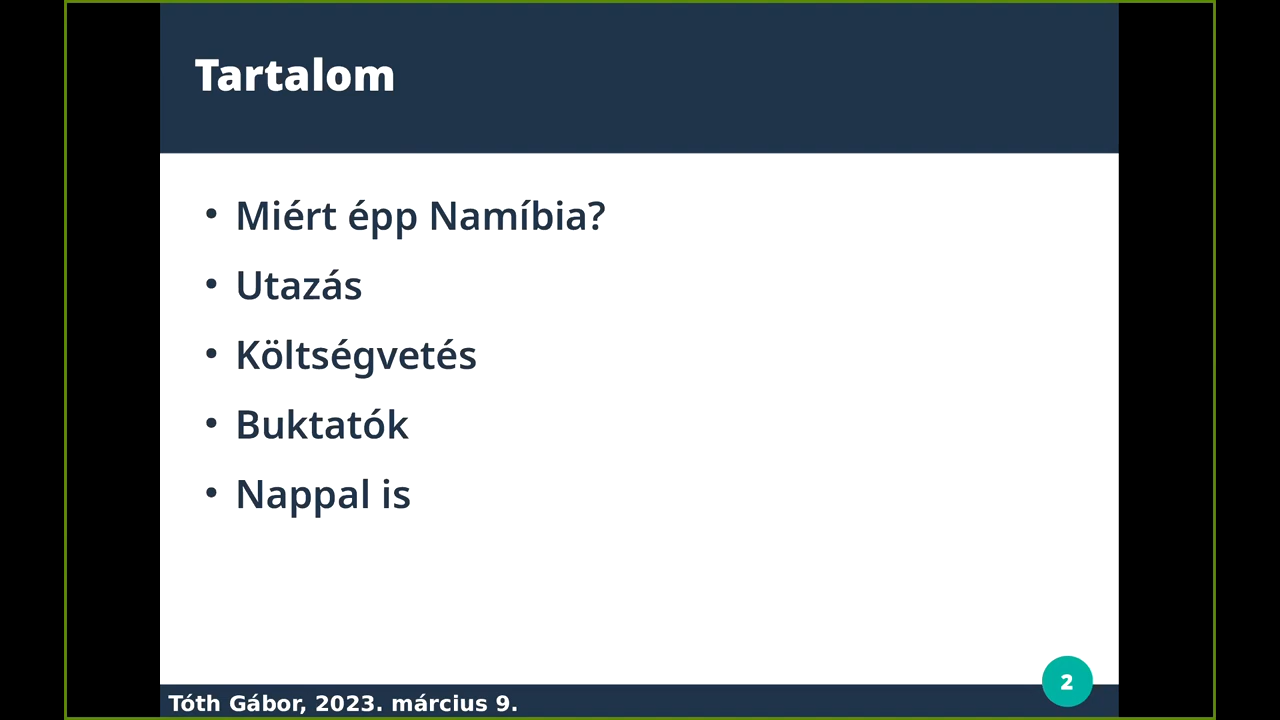 Tartalom
• Miért épp Namíbia?
• Utazás
• Költségvetés
• Buktatók
• Nappal is
2
Tóth Gábor, 2023. március 9.